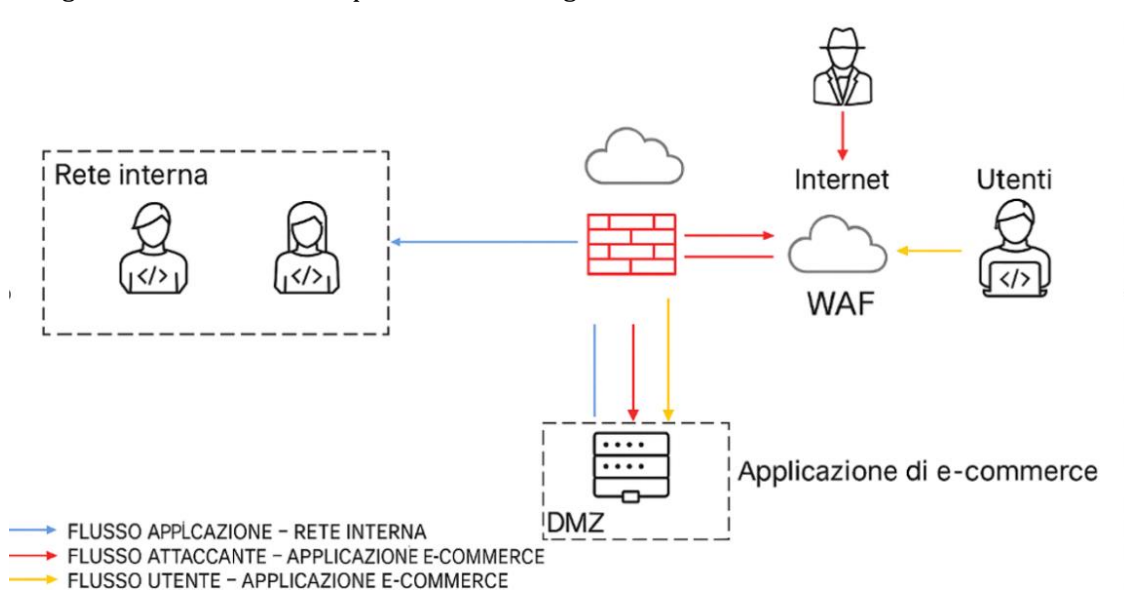 Rete interna
</>
</>
Internet
Utenti
</>
WAF
Applicazione di e-commerce
DMZ
FLUSSO APPLCAZIONE – RETE INTERNA
FLUSSO ATTACCANTE – APPLICAZIONE E-COMMERCE
FLUSSO UTENTE – APPLICAZIONE E-COMMERCE